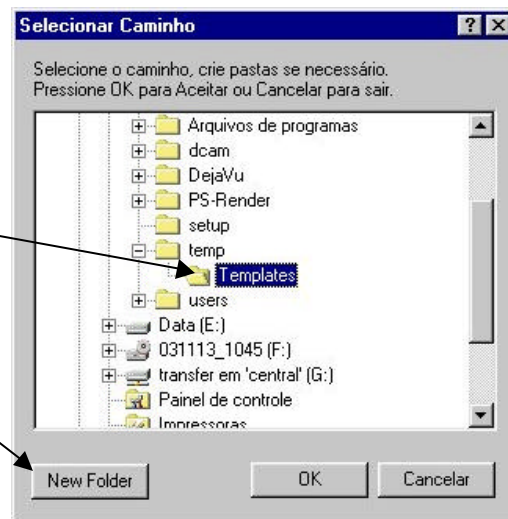 Selecionar Caminho
Selecione o caminho, crie pastas se necessário.
Pressione OK para Aceitar ou Cancelar para sair.
Arquivos de programas
dcam
DejaVu
PS-Render
setup
temp
Templates
users
Data (E:)
031113_1045 (F:)
transfer em 'central' (G:)
Painel de controle
Impressoras
New Folder OK Cancelar